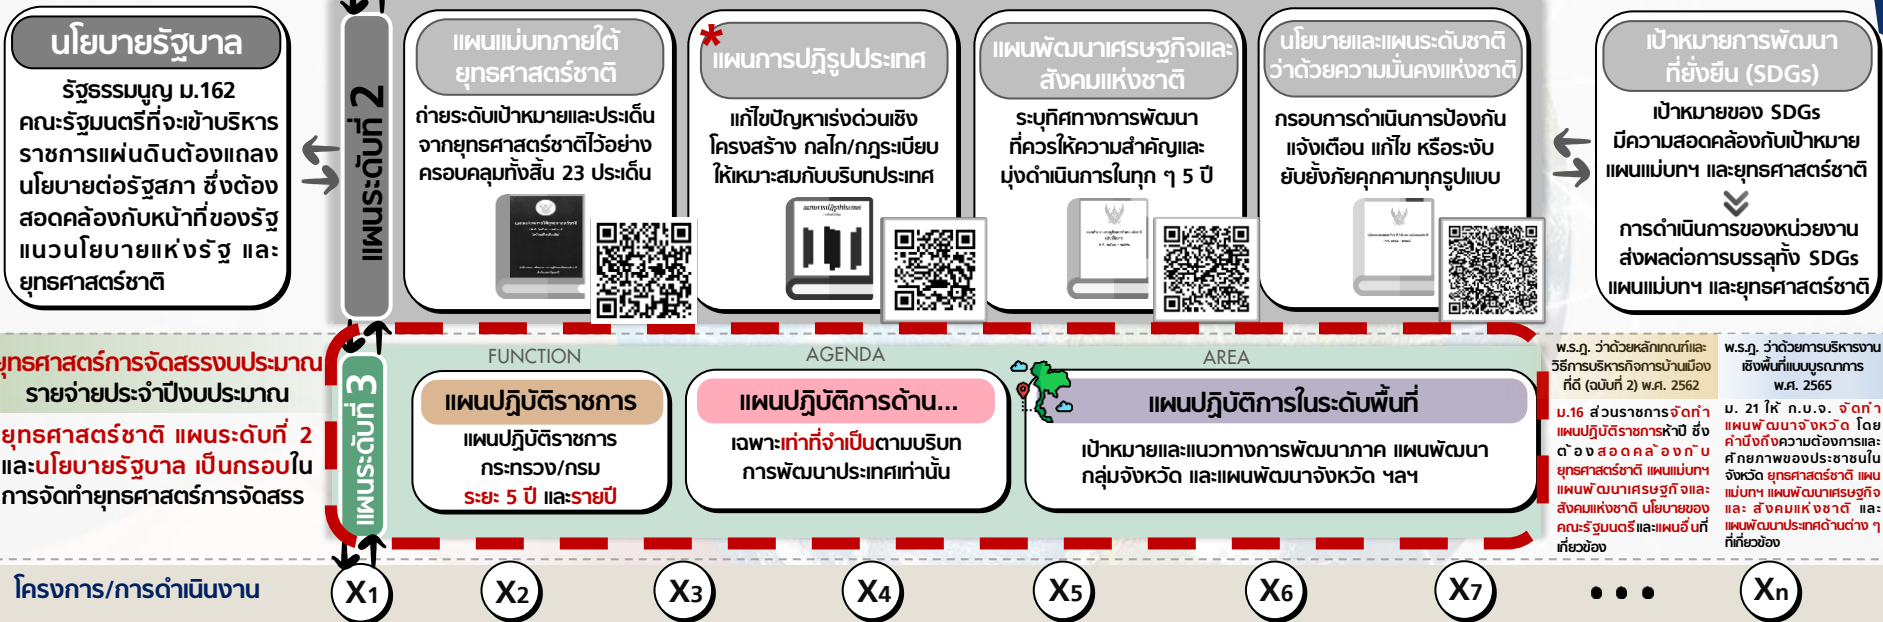 นโยบายรัฐบาล
รัฐธรรมนูญ ม.162
คณะรัฐมนตรีที่จะเข้าบริหาร
ราชการแผ่นดินต้องแถลง
นโยบายต่อรัฐสภา ซึ่งต้อง
สอดคล้องกับหน้าที่ของรัฐ
แนวนโยบายแห่งรัฐ และ
ยุทธศาสตร์ชาติ
แผนระดับที่ 2
แผนแม่บทภายใต้
ยุทธศาสตร์ชาติ
ถ่ายระดับเป้าหมายและประเด็น
จากยุทธศาสตร์ชาติไว้อย่าง
ครอบคลุมทั้งสิ้น 23 ประเด็น
*
แผนการปฏิรูปประเทศ
แก้ไขปัญหาเร่งด่วนเชิง
โครงสร้าง กลไก/กฎระเบียบ
ให้เหมาะสมกับบริบทประเทศ
แผนพัฒนาเศรษฐกิจและ
สังคมแห่งชาติ
ระบุทิศทางการพัฒนา
ที่ควรให้ความสำคัญและ
มุ่งดำเนินการในทุก ๆ 5 ปี
นโยบายและแผนระดับชาติ
ว่าด้วยความมั่นคงแห่งชาติ
กรอบการดำเนินการป้องกัน
แจ้งเตือน แก้ไข หรือระงับ
ยับยั้งภัยคุกคามทุกรูปแบบ
เป้าหมายการพัฒนา
ที่ยั่งยืน (SDGs)
เป้าหมายของ SDGs
มีความสอดคล้องกับเป้าหมาย
แผนแม่บทฯ และยุทธศาสตร์ชาติ
การดำเนินการของหน่วยงาน
ส่งผลต่อการบรรลุทั้ง SDGs
แผนแม่บทฯ และยุทธศาสตร์ชาติ
ยุทธศาสตร์การจัดสรรงบประมาณ
รายจ่ายประจำปีงบประมาณ
ยุทธศาสตร์ชาติ แผนระดับที่ 2
และนโยบายรัฐบาล เป็นกรอบใน
การจัดทำยุทธศาสตร์การจัดสรร
แผนระดับที่ 3
FUNCTION
แผนปฏิบัติราชการ
แผนปฏิบัติราชการ
กระทรวง/กรม
ระยะ 5 ปี และรายปี
AGENDA
แผนปฏิบัติการด้าน...
เฉพาะเท่าที่จำเป็นตามบริบท
การพัฒนาประเทศเท่านั้น
AREA
แผนปฏิบัติการในระดับพื้นที่
เป้าหมายและแนวทางการพัฒนาภาค แผนพัฒนา
กลุ่มจังหวัด และแผนพัฒนาจังหวัด ฯลฯ
พ.ร.ฎ. ว่าด้วยหลักเกณฑ์และ
วิธีการบริหารกิจการบ้านเมือง
ที่ดี (ฉบับที่ 2) พ.ศ. 2562
ม.16 ส่วนราชการจัดทำ
แผนปฏิบัติราชการห้าปี ซึ่ง
ต้องสอดคล้องกับ
ยุทธศาสตร์ชาติ แผนแม่บทฯ
แผนพัฒนาเศรษฐกิจและ
สังคมแห่งชาติ นโยบายของ
คณะรัฐมนตรีและแผนอื่นที่
เกี่ยวข้อง
พ.ร.ฎ. ว่าด้วยการบริหารงาน
เชิงพื้นที่แบบบูรณาการ
พ.ศ. 2565
ม. 21 ให้ ก.บ.จ. จัดทำ
แผนพัฒนาจังหวัด โดย
คำนึงถึงความต้องการและ
ศักยภาพของประชาชนใน
จังหวัด ยุทธศาสตร์ชาติ แผน
แม่บทฯ แผนพัฒนาเศรษฐกิจ
และ สังคมแห่งชาติ และ
แผนพัฒนาประเทศด้านต่าง ๆ
ที่เกี่ยวข้อง
โครงการ/การดำเนินงาน
X1 X2 X3 X4 X5 X6 X7 ... Xn